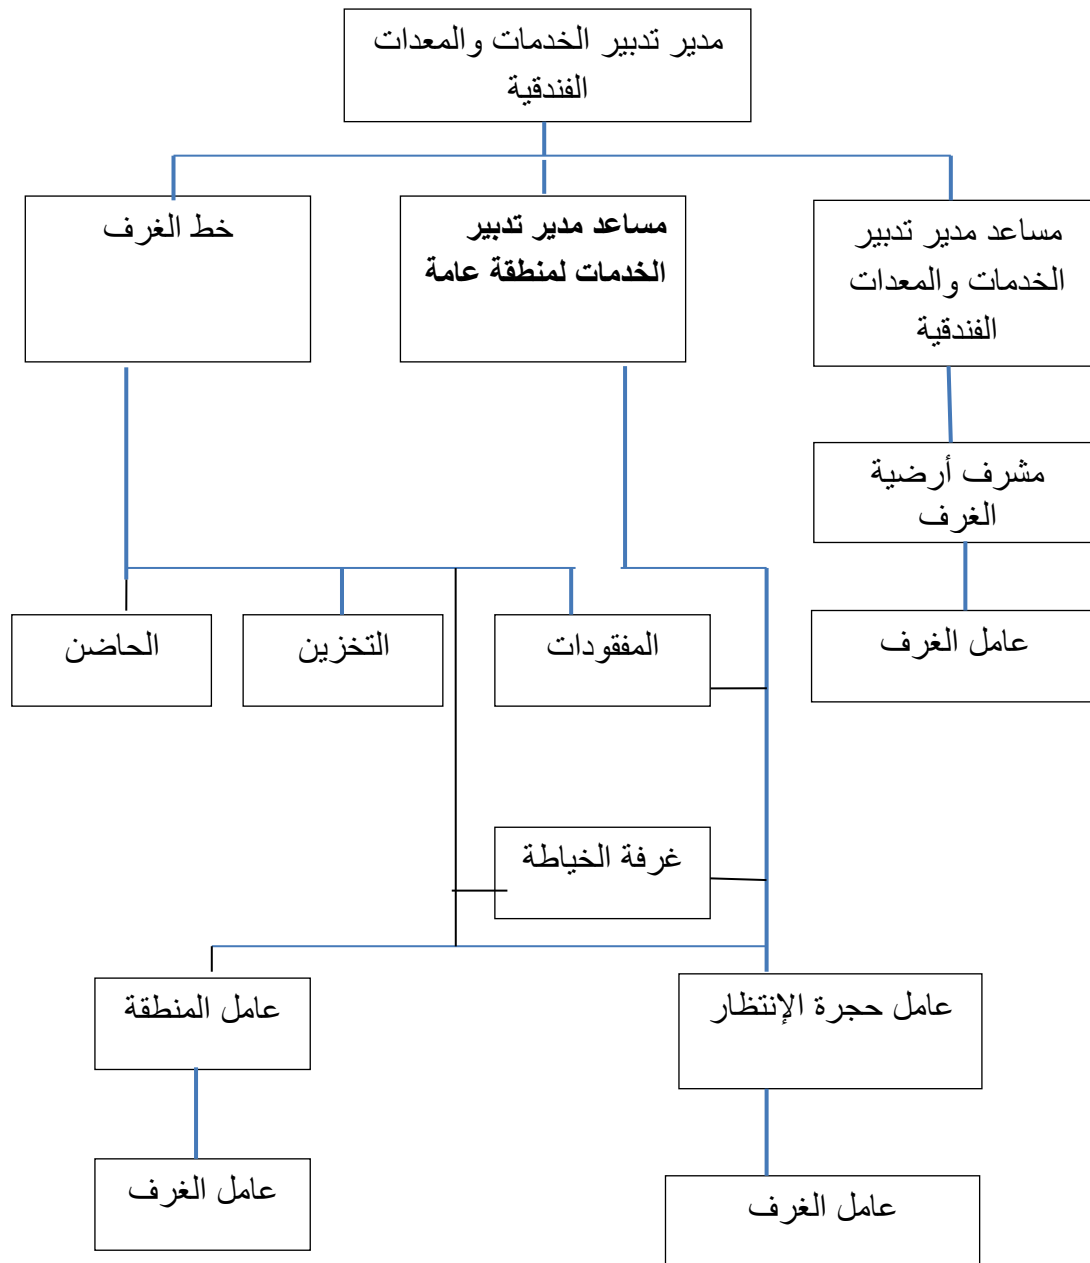 مدير تدبير الخدمات والمعدات
الفندقية
مساعد مدير تدبير
الخدمات والمعدات
الفندقية
مساعد مدير تدبير
الخدمات لمنطقة عامة
خط الغرف
مشرف أرضية
الغرف
عامل الغرف
المفقودات
التخزين
الحاضن
غرفة الخياطة
عامل حجرة الإنتظار
عامل المنطقة
عامل الغرف
عامل الغرف